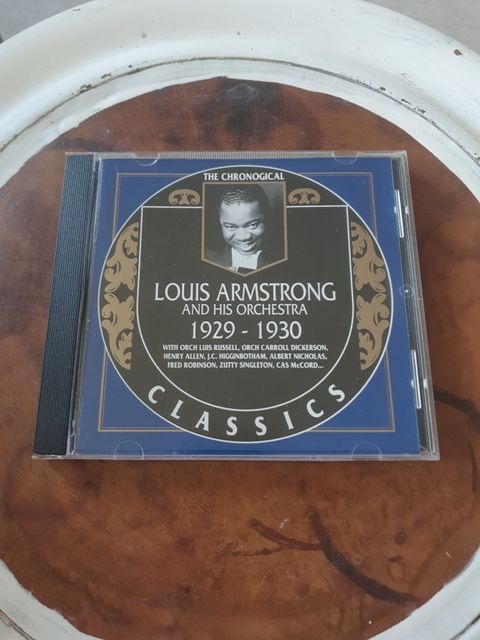 THE CHRONOGICAL
LOUIS ARMSTRONG
AND HIS ORCHESTRA
1929 - 1930
WITH ORCH LUIS RUSSELL, ORCH CARROLL DICKERSON,
HENRY ALLEN, J.C. HIGGINBOTHAM, ALBERT NICHOLAS,
FRED ROBINSON, ZUTTY SINGLETON, CAS McCORD...
CLASSICS